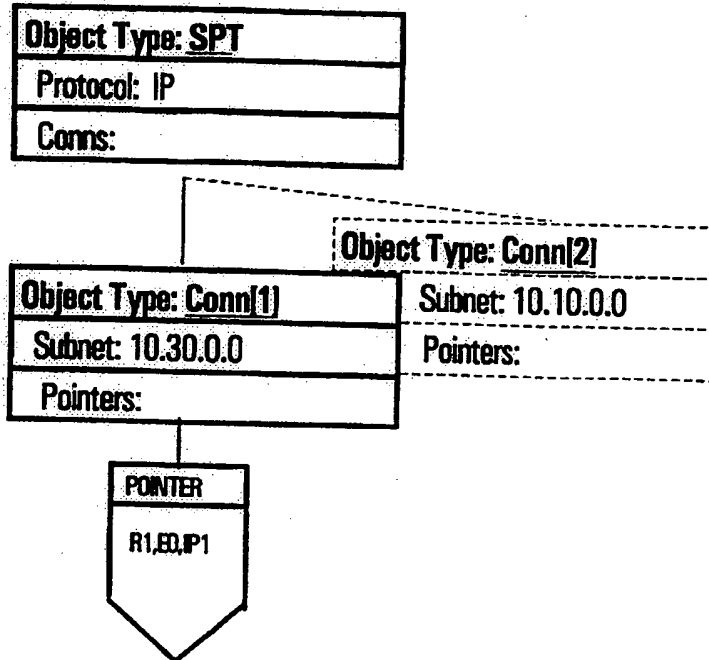 Object Type: SPT
Protocol: IP
Conns:
Object Type: Conn[2]
Subnet: 10.10.0.0
Pointers:
Object Type: Conn[1]
Subnet: 10.30.0.0
Pointers:
POINTER
R1,E0,IP1